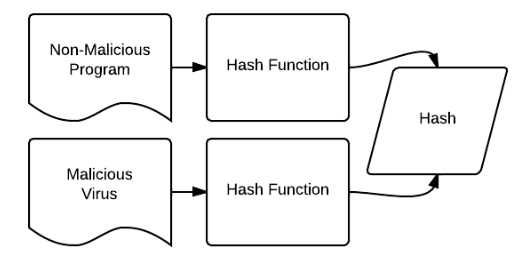 Non-Malicious
Program
Hash Function
Hash
Malicious
Virus
Hash Function